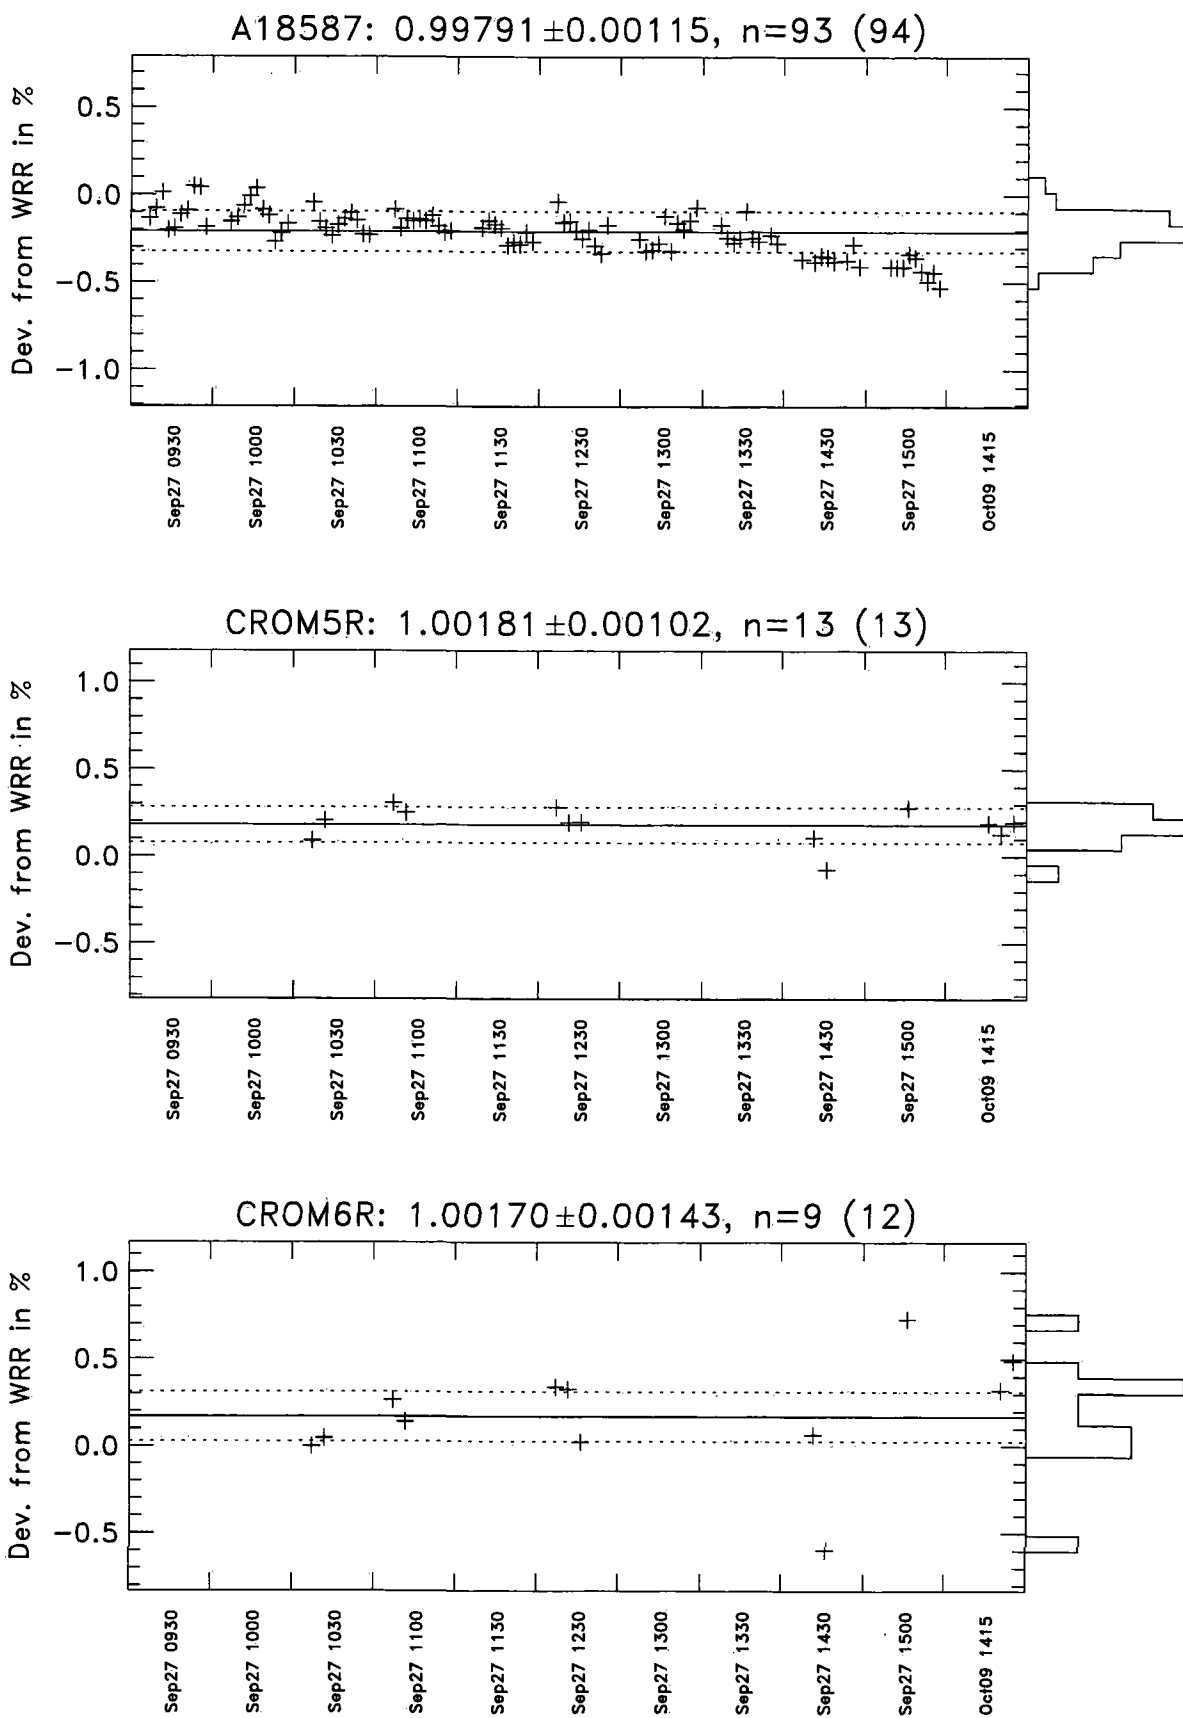 A18587: 0.99791±0.00115, n=93 (94)
Dev. from WRR in %
0.5
0.0
-0.5
-1.0
Sep27 0930
Sep27 1000
Sep27 1030
Sep27 1100
Sep27 1130
Sep27 1230
Sep27 1300
Sep27 1330
Sep27 1430
Sep27 1500
Oct09 1415
CROM5R: 1.00181±0.00102, n=13 (13)
Dev. from WRR in %
1.0
0.5
0.0
-0.5
Sep27 0930
Sep27 1000
Sep27 1030
Sep27 1100
Sep27 1130
Sep27 1230
Sep27 1300
Sep27 1330
Sep27 1430
Sep27 1500
Oct09 1415
CROM6R: 1.00170±0.00143, n=9 (12)
Dev. from WRR in %
1.0
0.5
0.0
-0.5
Sep27 0930
Sep27 1000
Sep27 1030
Sep27 1100
Sep27 1130
Sep27 1230
Sep27 1300
Sep27 1330
Sep27 1430
Sep27 1500
Oct09 1415